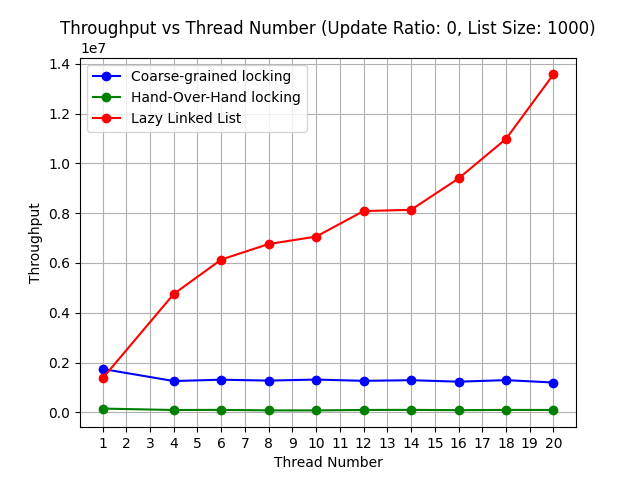 Throughput vs Thread Number (Update Ratio: 0, List Size: 1000)
1e7
Coarse-grained locking
Hand-Over-Hand locking
Lazy Linked List
1.4
1.2
1.0
0.8
0.6
0.4
0.2
0.0
Throughput
1 2 3 4 5 6 7 8 9 10 11 12 13 14 15 16 17 18 19 20
Thread Number